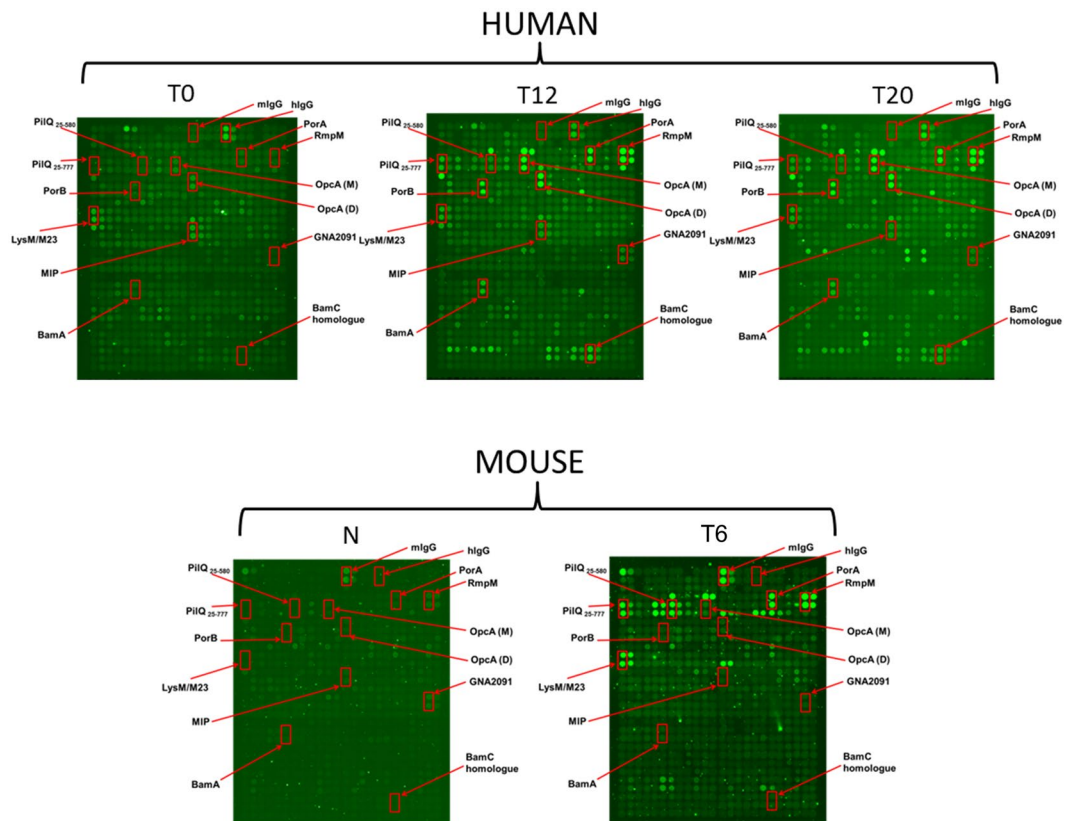 HUMAN
T0
T12
T20
mIgG
hIgG
PilQ 25-580
PorA
RmpM
PilQ 25-777
OpcA (M)
PorB
OpcA (D)
LysM/M23
GNA2091
MIP
BamC
homologue
BamA
mIgG
hIgG
PilQ 25-580
PorA
RmpM
PilQ 25-777
OpcA (M)
PorB
OpcA (D)
LysM/M23
GNA2091
MIP
BamC
homologue
BamA
mIgG
hIgG
PilQ 25-580
PorA
RmpM
PilQ 25-777
OpcA (M)
PorB
OpcA (D)
LysM/M23
GNA2091
MIP
BamC
homologue
BamA
MOUSE
N
T6
mIgG
hIgG
PilQ 25-580
PorA
RmpM
PilQ 25-777
OpcA (M)
PorB
OpcA (D)
LysM/M23
GNA2091
MIP
BamC
homologue
BamA
mIgG
hIgG
PilQ 25-580
PorA
RmpM
PilQ 25-777
OpcA (M)
PorB
OpcA (D)
LysM/M23
GNA2091
MIP
BamC
homologue
BamA